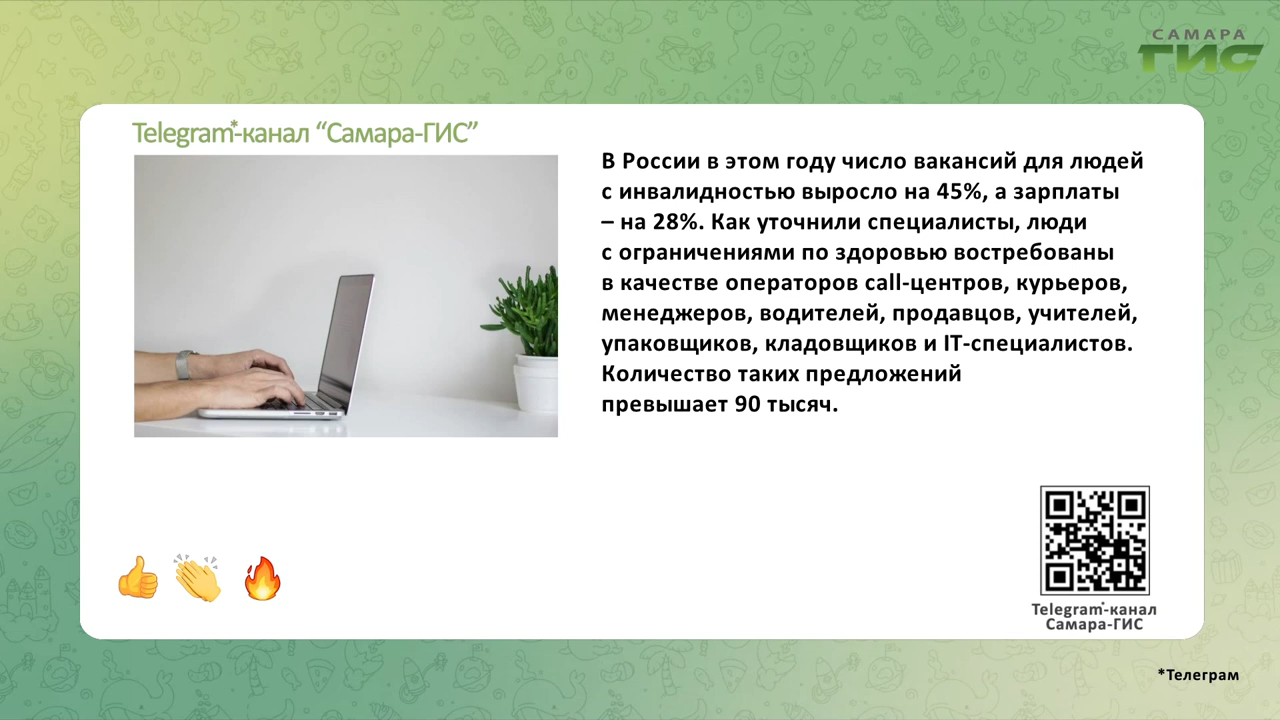 САМАРА
ГИС
Telegram*-канал “Самара-ГИС”
В России в этом году число вакансий для людей
с инвалидностью выросло на 45%, а зарплаты
– на 28%. Как уточнили специалисты, люди
с ограничениями по здоровью востребованы
в качестве операторов call-центров, курьеров,
менеджеров, водителей, продавцов, учителей,
упаковщиков, кладовщиков и IT-специалистов.
Количество таких предложений
превышает 90 тысяч.
Telegram*-канал
Самара-ГИС
*Телеграм